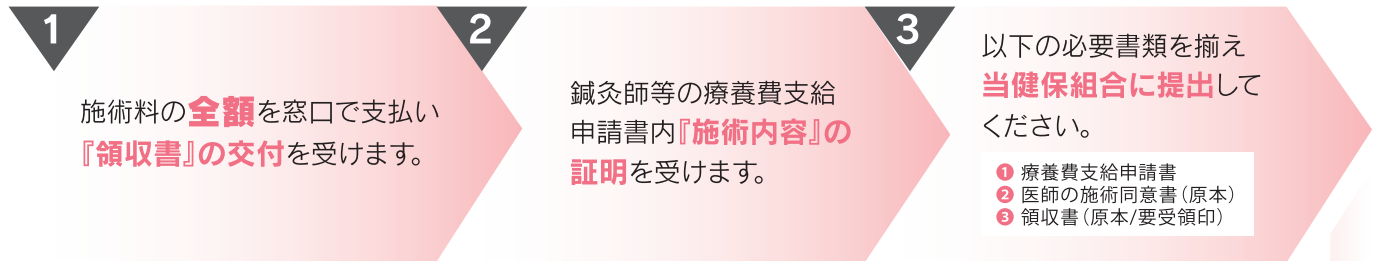 1
施術料の全額を窓口で支払い
『領収書』の交付を受けます。
2
鍼灸師等の療養費支給
申請書内『施術内容』の
証明を受けます。
3
以下の必要書類を揃え
当健保組合に提出して
ください。
❶ 療養費支給申請書
❷ 医師の施術同意書（原本）
❸ 領収書（原本/要受領印）